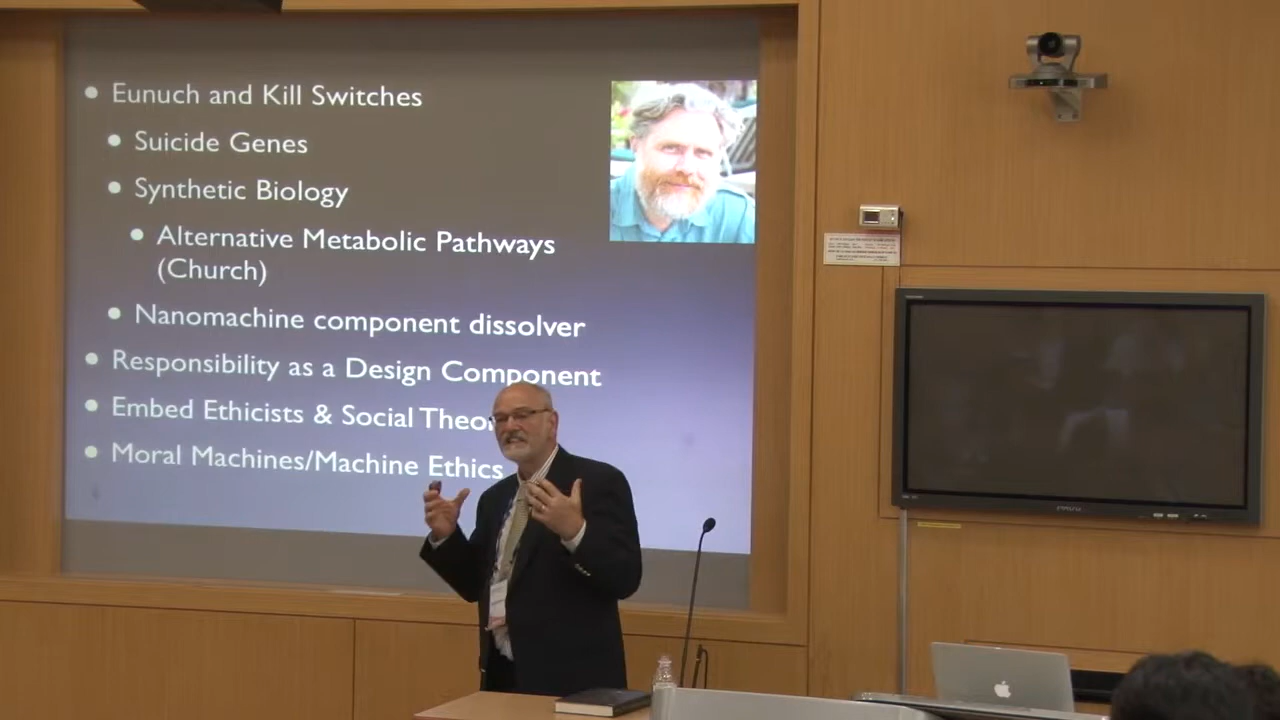 Eunuch and Kill Switches
Suicide Genes
Synthetic Biology
Alternative Metabolic Pathways
(Church)
Nanomachine component dissolver
Responsibility as a Design Component
Embed Ethicists & Social
Moral Machines/Machine Ethics